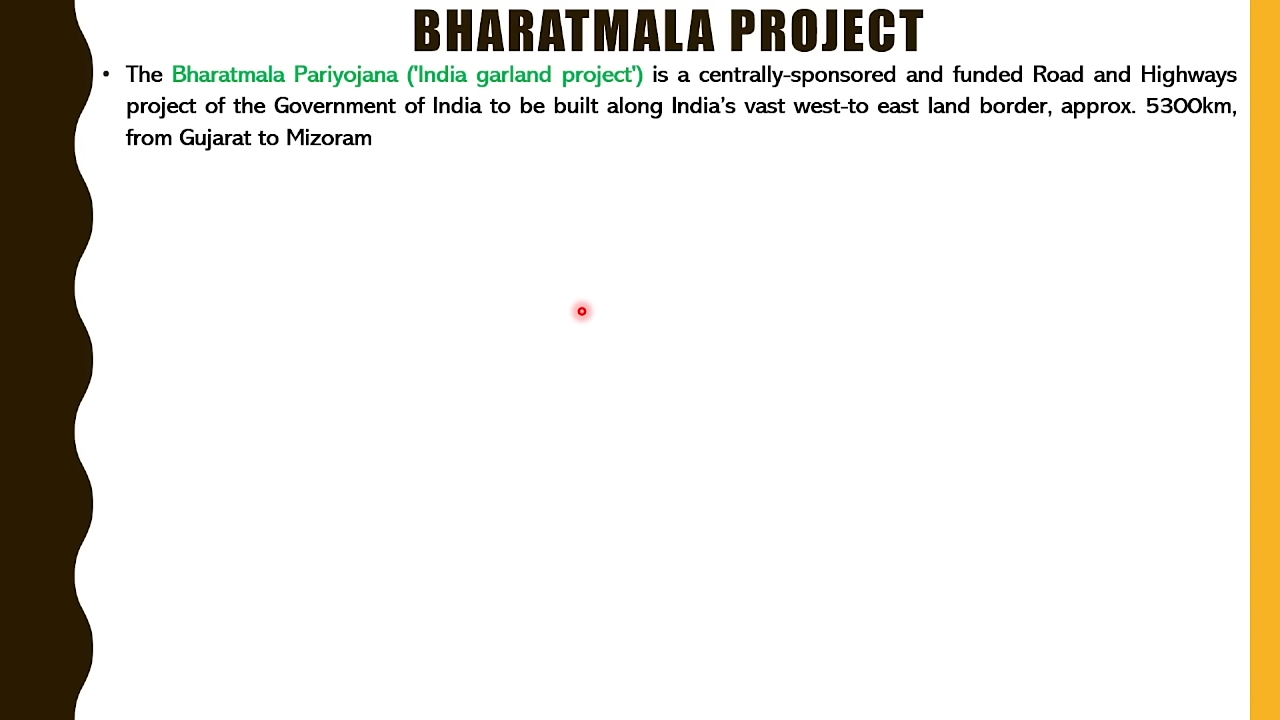 BHARATMALA PROJECT
• The Bharatmala Pariyojana ('India garland project') is a centrally-sponsored and funded Road and Highways
project of the Government of India to be built along India’s vast west-to east land border, approx. 5300km,
from Gujarat to Mizoram